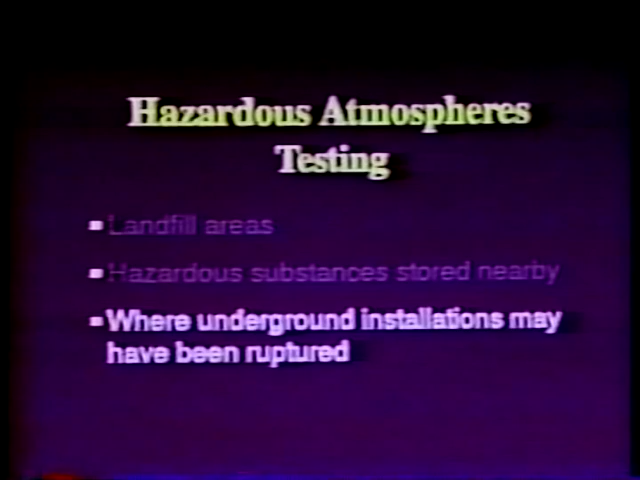 Hazardous Atmospheres
Testing
Landfill areas
Hazardous substances stored nearby
Where underground installations may
have been ruptured